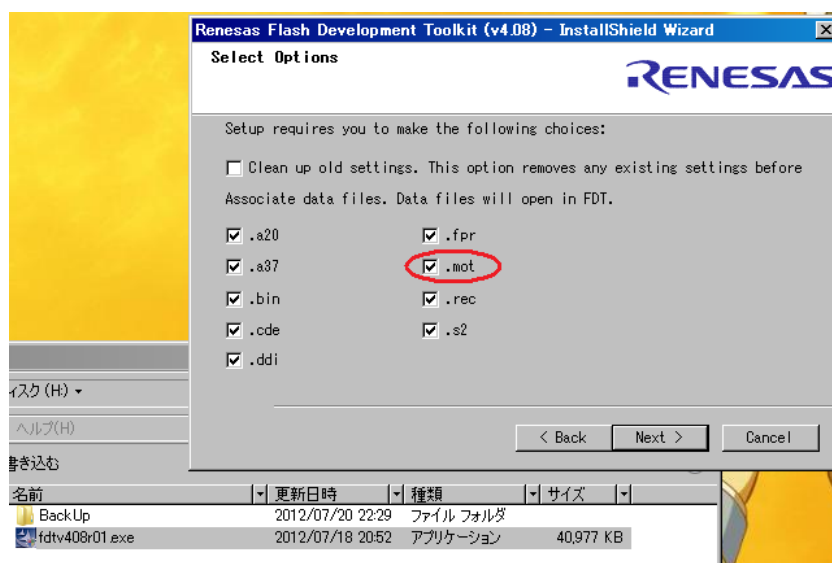 Renesas Flash Development Toolkit (v4.08) - InstallShield Wizard
Select Options
RENESAS
Setup requires you to make the following choices:
Clean up old settings. This option removes any existing settings before
Associate data files. Data files will open in FDT.
.a20 .fpr
.a37 .mot
.bin .rec
.cde .s2
.ddi
ィスク (H:)
ヘルプ(H)
< Back Next > Cancel
書き込む
名前 更新日時 種類 サイズ
BackUp 2012/07/20 22:29 ファイル フォルダ
fdtv408r01.exe 2012/07/18 20:52 アプリケーション 40,977 KB